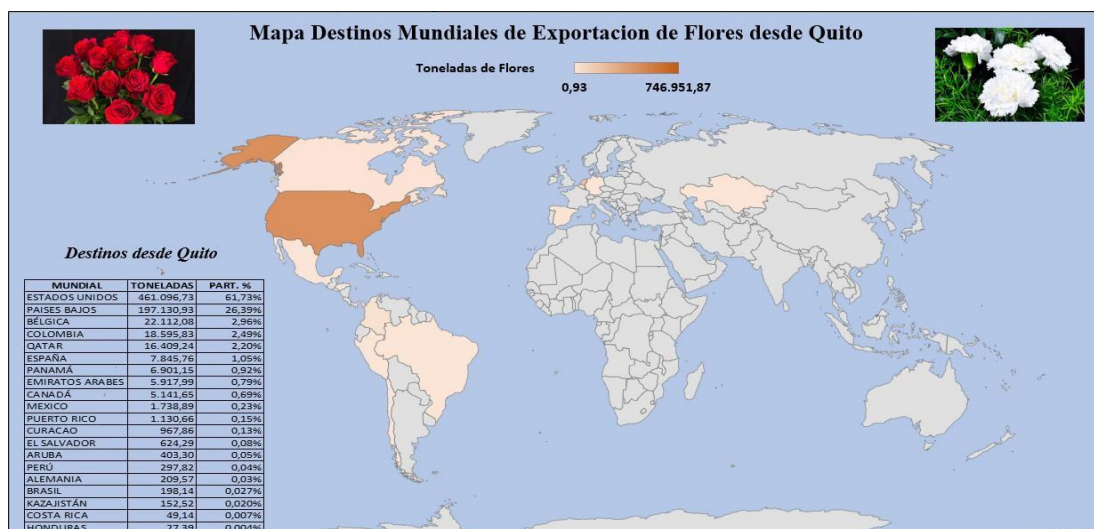 Mapa Destinos Mundiales de Exportacion de Flores desde Quito
Toneladas de Flores
0,93 746.951,87
Destinos desde Quito
MUNDIAL TONELADAS PART. %
ESTADOS UNIDOS 461.096,73 61,73%
PAISES BAJOS 197.130,93 26,39%
BÉLGICA 22.112,08 2,96%
COLOMBIA 18.595,83 2,49%
QATAR 16.409,24 2,20%
ESPAÑA 7.845,76 1,05%
PANAMÁ 6.901,15 0,92%
EMIRATOS ARABES 5.917,99 0,79%
CANADÁ 5.141,65 0,69%
MEXICO 1.738,89 0,23%
PUERTO RICO 1.130,66 0,15%
CURACAO 967,86 0,13%
EL SALVADOR 624,29 0,08%
ARUBA 403,30 0,05%
PERÚ 297,82 0,04%
ALEMANIA 209,57 0,03%
BRASIL 198,14 0,027%
KAZAJISTÁN 152,52 0,020%
COSTA RICA 49,14 0,007%
HONDURAS 27,39 0,004%